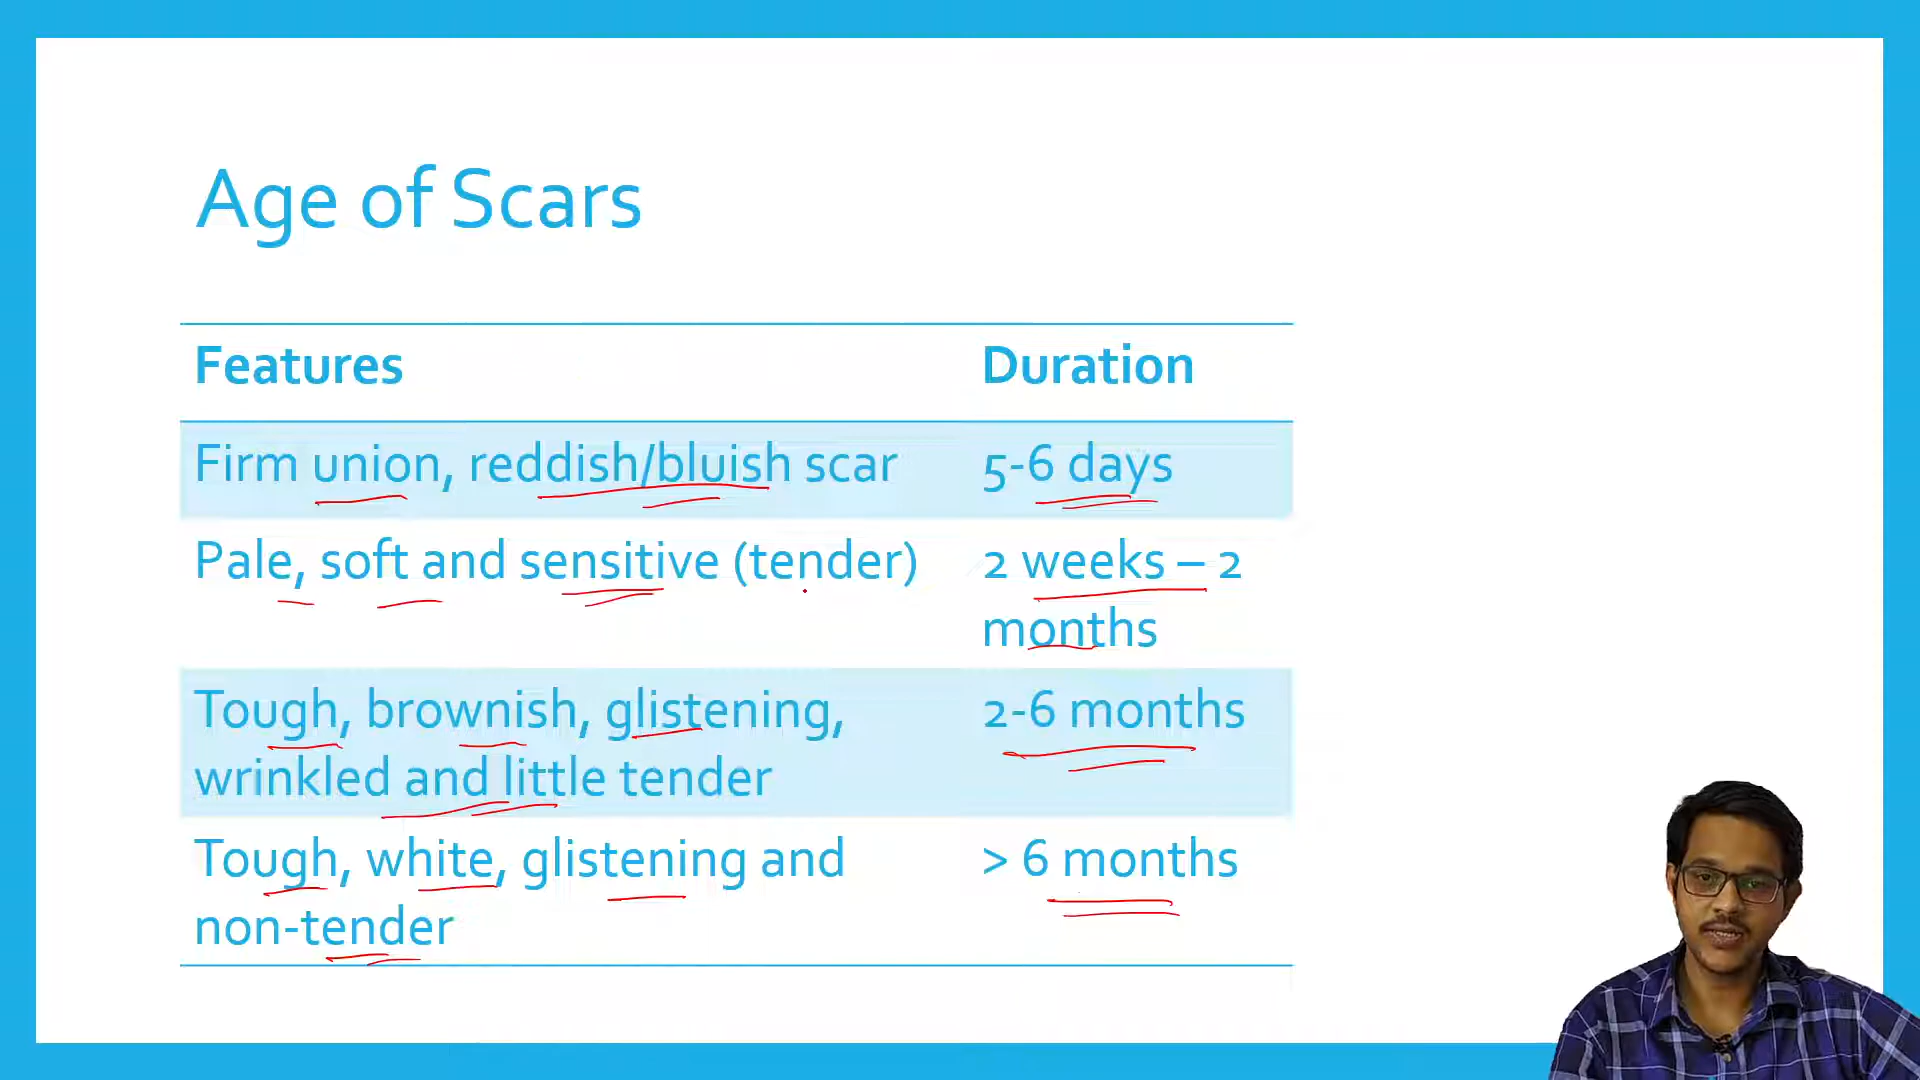 Age of Scars
Features Duration
Firm union, reddish/bluish scar 5-6 days
Pale, soft and sensitive (tender) 2 weeks – 2
months
Tough, brownish, glistening, 2-6 months
wrinkled and little tender
Tough, white, glistening and > 6 months
non-tender